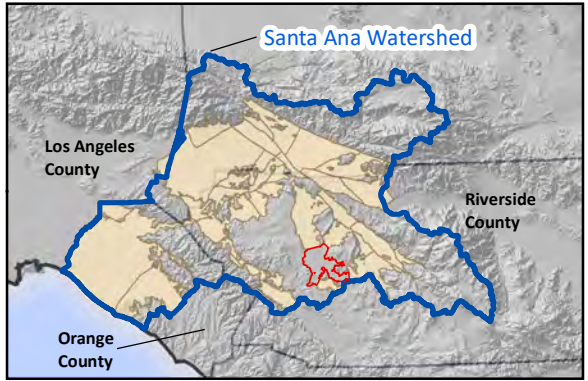 Santa Ana Watershed
Los Angeles
County
Riverside
County
Orange
County